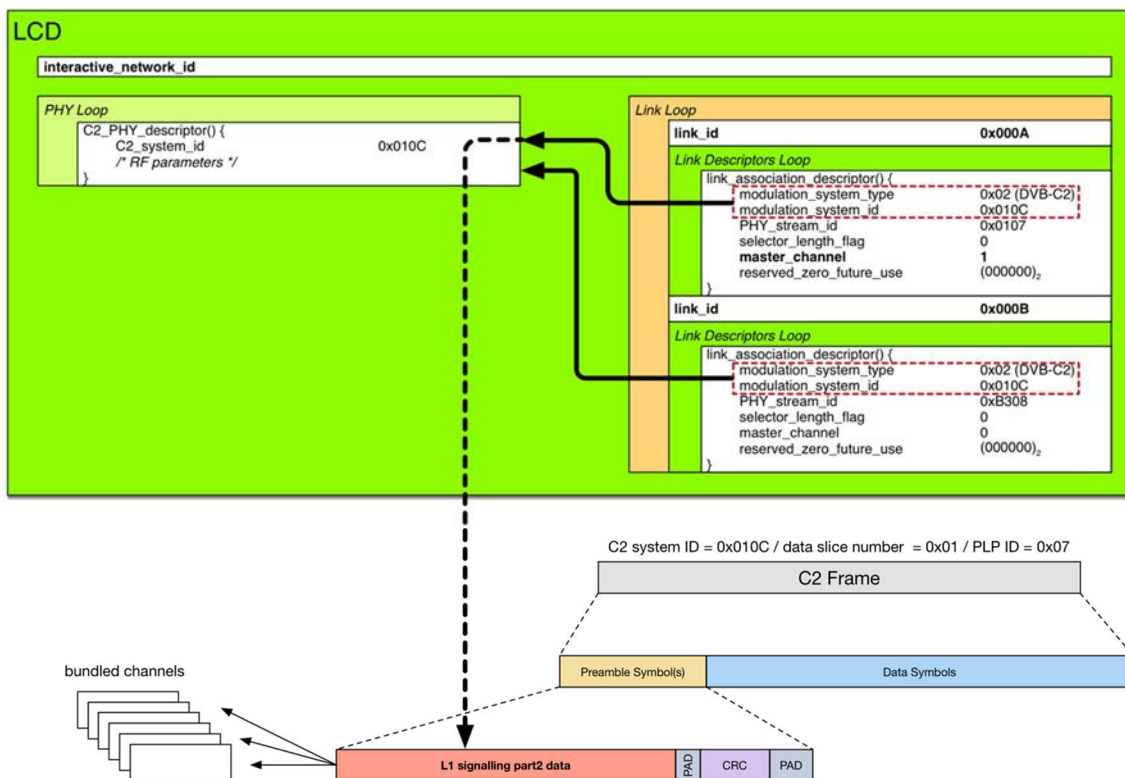 LCD
interactive_network_id
PHY Loop
C2_PHY_descriptor() {
C2_system_id 0x010C
/* RF parameters */
}
Link Loop
link_id 0x000A
Link Descriptors Loop
link_association_descriptor() {
modulation_system_type 0x02 (DVB-C2)
modulation_system_id 0x010C
PHY_stream_id 0x0107
selector_length_flag 0
master_channel 1
reserved_zero_future_use (000000)₂
}
link_id 0x000B
Link Descriptors Loop
link_association_descriptor() {
modulation_system_type 0x02 (DVB-C2)
modulation_system_id 0x010C
PHY_stream_id 0xB308
selector_length_flag 0
master_channel 0
reserved_zero_future_use (000000)₂
}
C2 system ID = 0x010C / data slice number = 0x01 / PLP ID = 0x07
C2 Frame
bundled channels
Preamble Symbol(s) Data Symbols
L1 signalling part2 data PAD CRC PAD